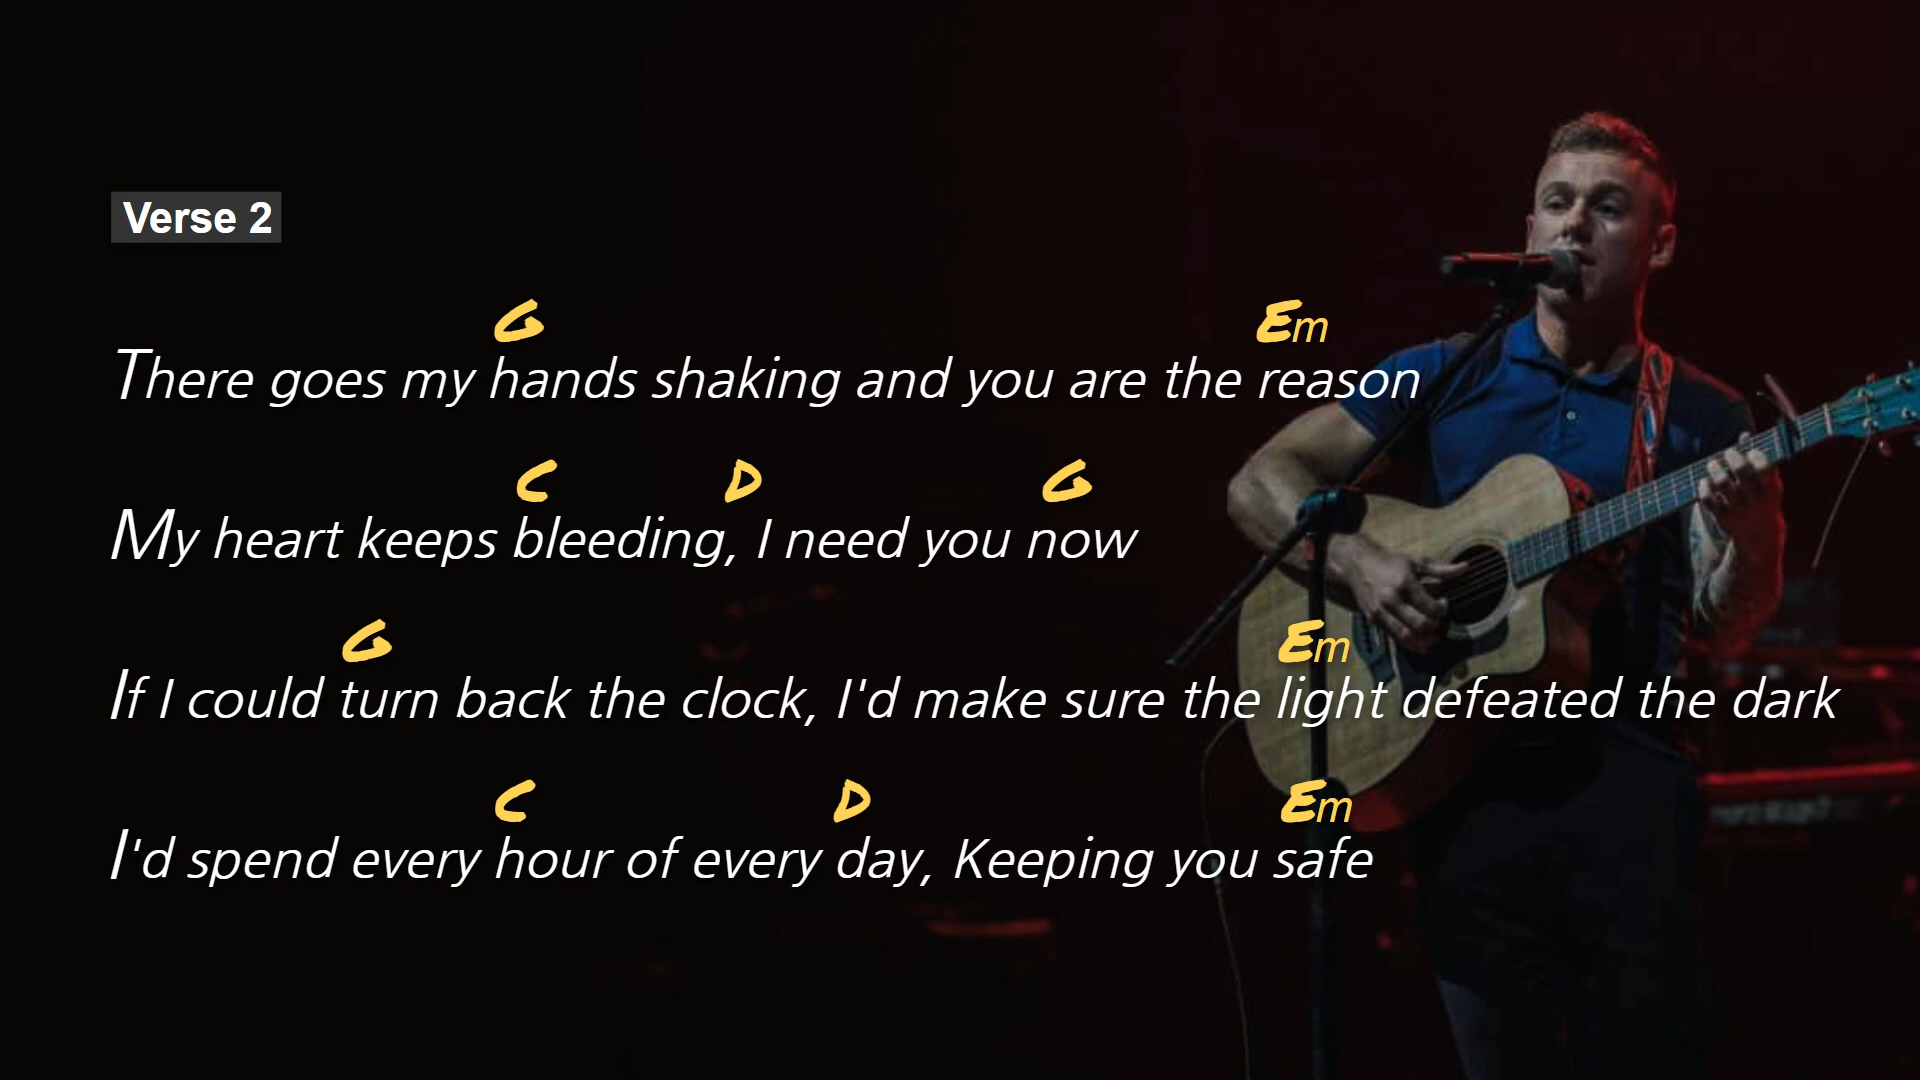 Verse 2
G Em
There goes my hands shaking and you are the reason
C D G
My heart keeps bleeding, I need you now
G Em
If I could turn back the clock, I'd make sure the light defeated the dark
C D Em
I'd spend every hour of every day, Keeping you safe